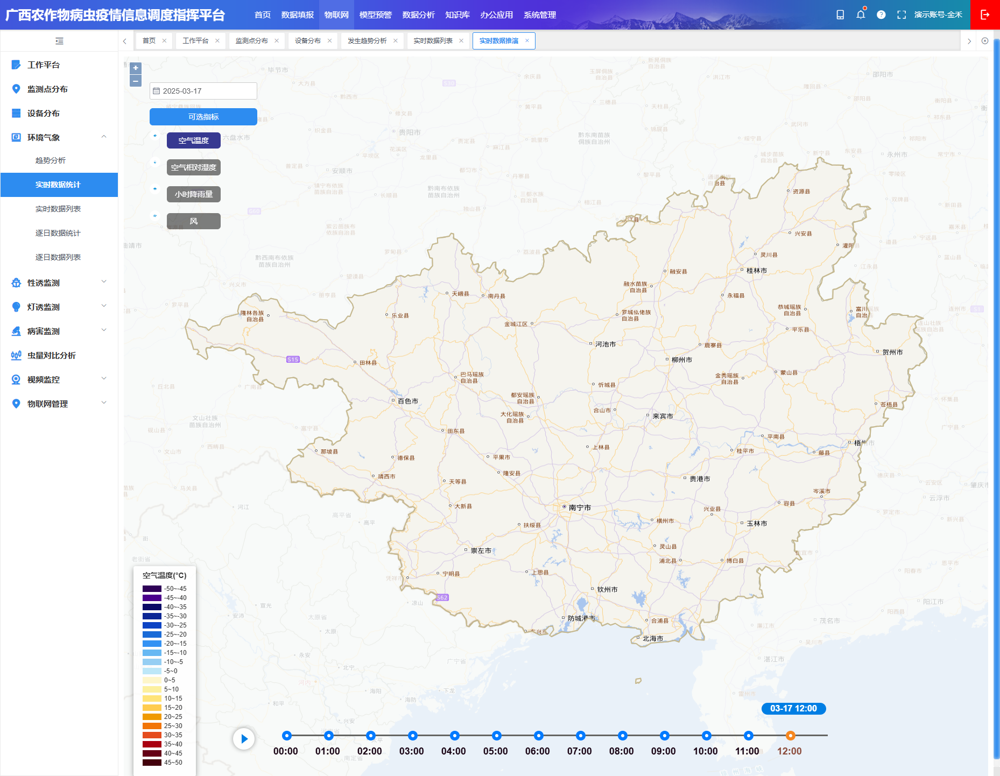 广西农作物病虫疫情信息调度指挥平台
首页 数据填报 物联网 模型预警 数据分析 知识库 办公应用 系统管理
演示账号-金禾
首页 工作平台 监测点分布 设备分布 发生趋势分析 实时数据列表 实时数据推演
工作平台
监测点分布
设备分布
环境气象
趋势分析
实时数据统计
实时数据列表
逐日数据统计
逐日数据列表
性诱监测
灯诱监测
病害监测
虫量对比分析
视频监控
物联网管理
+
−
2025-03-17
可选指标
空气温度
空气相对湿度
小时降雨量
风
毕节市
大方县
黔西市
修文县
贵阳市
织金县
六盘水市
花溪区
平坝区
龙里县
贵定县
麻江县
凯里市
安顺市
普定县
都匀市
丹寨县
镇宁布依族
苗族自治县
长顺县
黔南布依族
苗族自治州
三都水族
自治县
独山县
榕江县
紫云苗族布
依族自治县
罗甸县
荔波县
黔西南布依族
苗族自治州
望谟县
兴义市
册亨县
罗平县
曲靖市
余庆县
黄平县
三穗县
天柱县
锦屏县
黎平县
黔东南苗族
侗族自治州
玉屏侗族
自治县
新晃侗族
自治县
洪江市
隆回县
邵阳市
邵阳县
衡阳县
祁东县
武冈市
绥宁县
祁阳市
城步苗族
自治县
新宁县
东安县
永州市
常宁市
零陵区
双牌县
新田县
嘉禾县
宁远县
道县
蓝山县
江永县
连州市
连山壮族
瑶族自治县
怀集县
广宁县
德庆县
云安区
肇庆市
云浮市
罗定市
新兴县
信宜市
阳春市
恩平市
阳江市
阳西县
茂名市
廉江市
吴川市
湛江市
雷州市
资源县
兴安县
灌阳县
灵川县
桂林市
融安县
融水苗族
自治县
永福县
恭城瑶族
自治县
富川瑶族
自治县
平乐县
天峨县
南丹县
乐业县
隆林各族
自治县
金城江区
罗城仫佬族
自治县
河池市
鹿寨县
柳州市
贺州市
S15
田林县
巴马瑶族
自治县
金秀瑶族
自治县
蒙山县
忻城县
都安瑶族
自治县
大化瑶族
自治县
合山市
来宾市
苍梧县
百色市
田东县
平南县
梧州市
那坡县
德保县
上林县
桂平市
藤县
平果市
靖西市
隆安县
天等县
贵港市
岑溪市
大新县
南宁市
兴业县
容县
扶绥县
横州市
玉林市
崇左市
灵山县
浦北县
博白县
宁明县
上思县
凭祥市
钦州市
S62
防城港市
合浦县
东兴市
北海市
丘北县
广南县
文山壮族
苗族自治州
砚山县
富宁县
文山市
西畴县
马关县
河江
高平省
高平
老街省
宣光
安沛
凉山
太原省
太原
永安
北宁
广宁省
河内
海阳
下龙
海防
和平
兴安
河南省
太平
南定省
琼州海峡
空气温度(°C)
-50~-45
-45~-40
-40~-35
-35~-30
-30~-25
-25~-20
-20~-15
-15~-10
-10~-5
-5~0
0~5
5~10
10~15
15~20
20~25
25~30
30~35
35~40
40~45
45~50
03-17 12:00
00:00 01:00 02:00 03:00 04:00 05:00 06:00 07:00 08:00 09:00 10:00 11:00 12:00